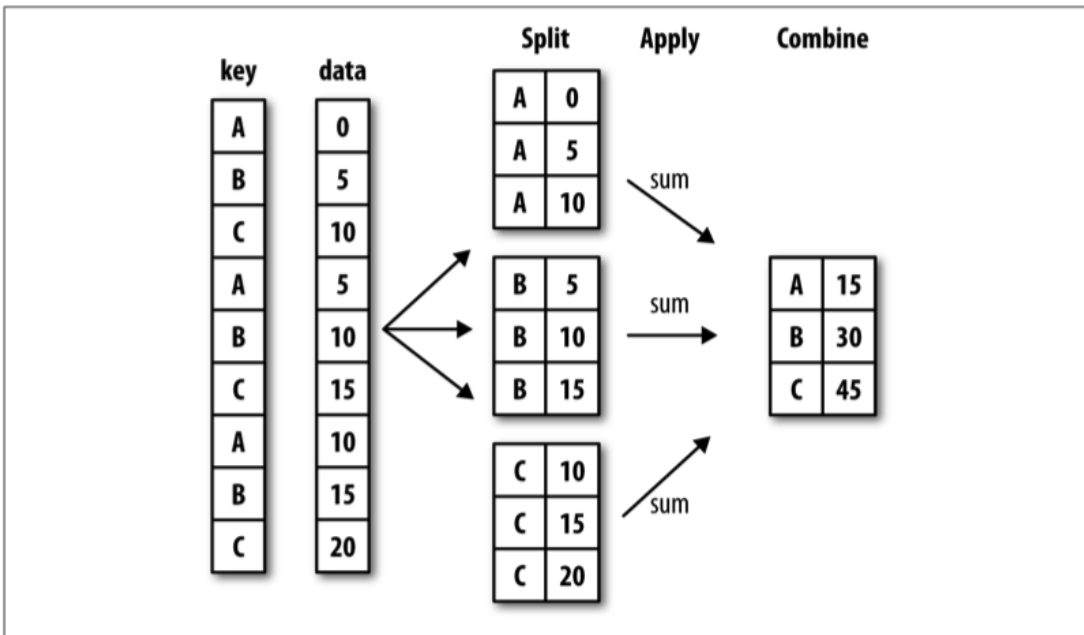 Split Apply Combine
key data
A 0
B 5
C 10
A 5
B 10
C 15
A 10
B 15
C 20
A 0
A 5
A 10
B 5
B 10
B 15
C 10
C 15
C 20
sum
sum
sum
A 15
B 30
C 45